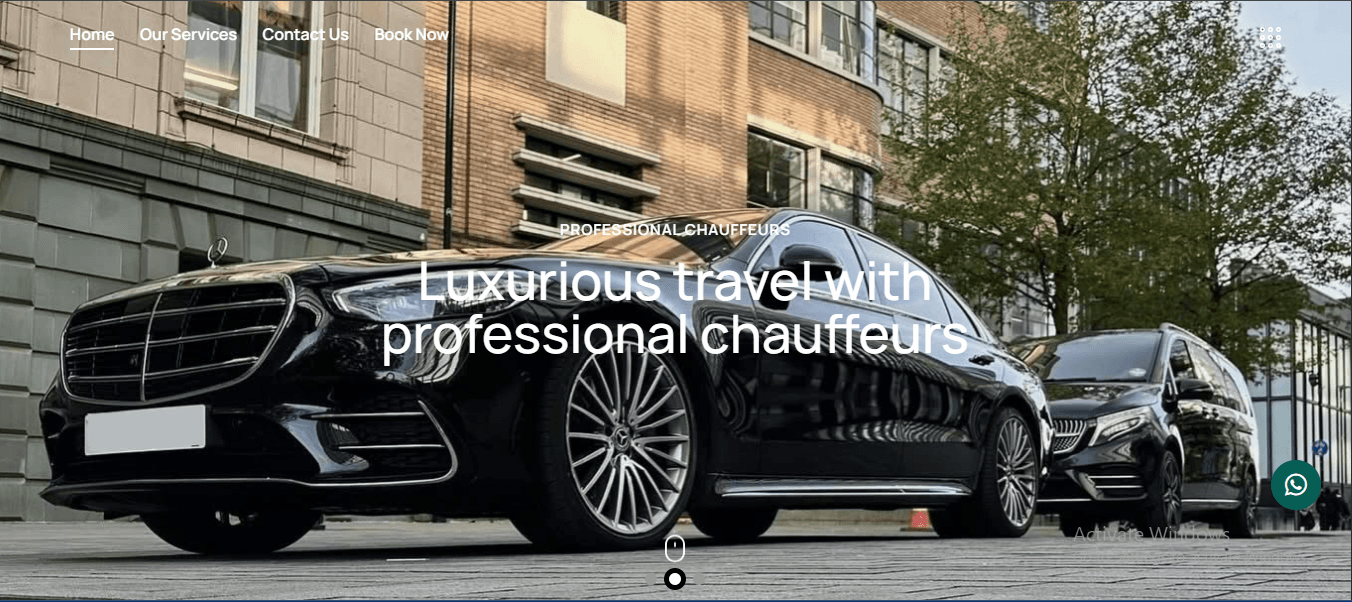 Home Our Services Contact Us Book Now
PROFESSIONAL CHAUFFEURS
Luxurious travel with
professional chauffeurs
Activate Windows